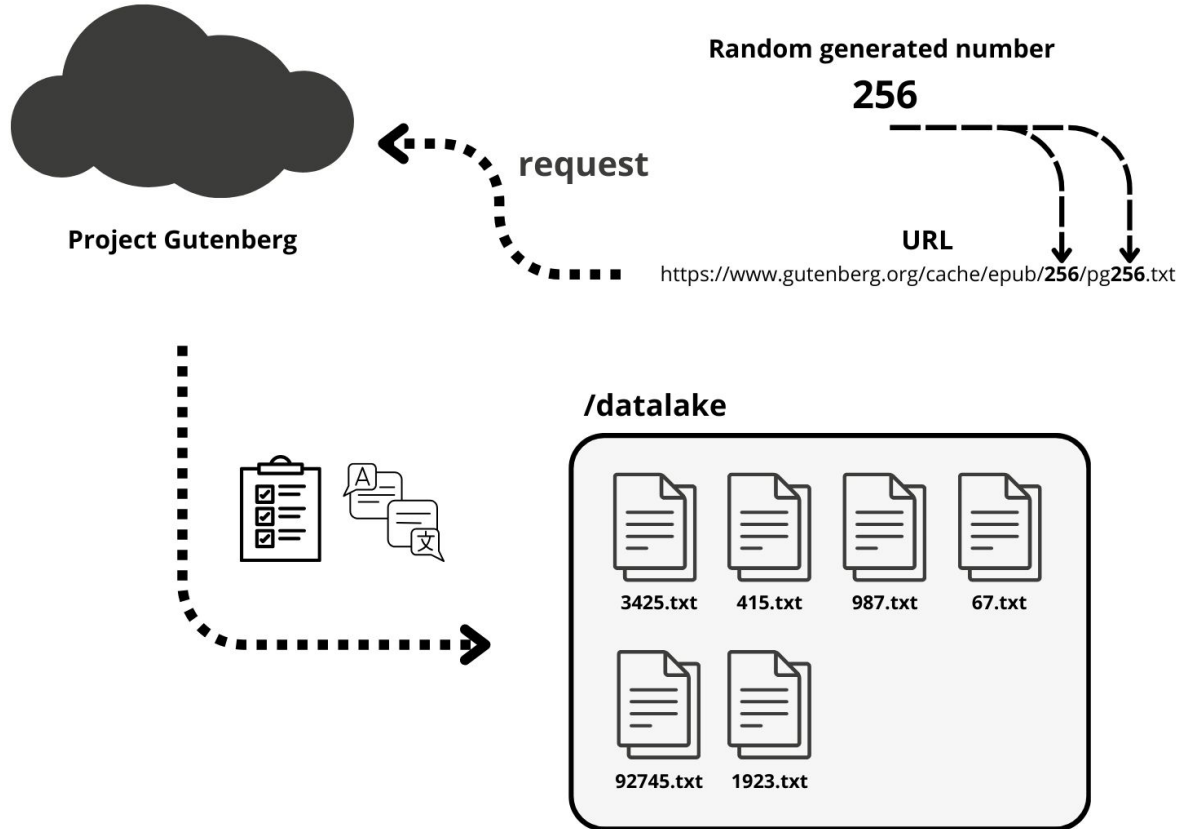 Random generated number
256
request
Project Gutenberg
URL
https://www.gutenberg.org/cache/epub/256/pg256.txt
/datalake
A
文
3425.txt 415.txt 987.txt 67.txt
92745.txt 1923.txt